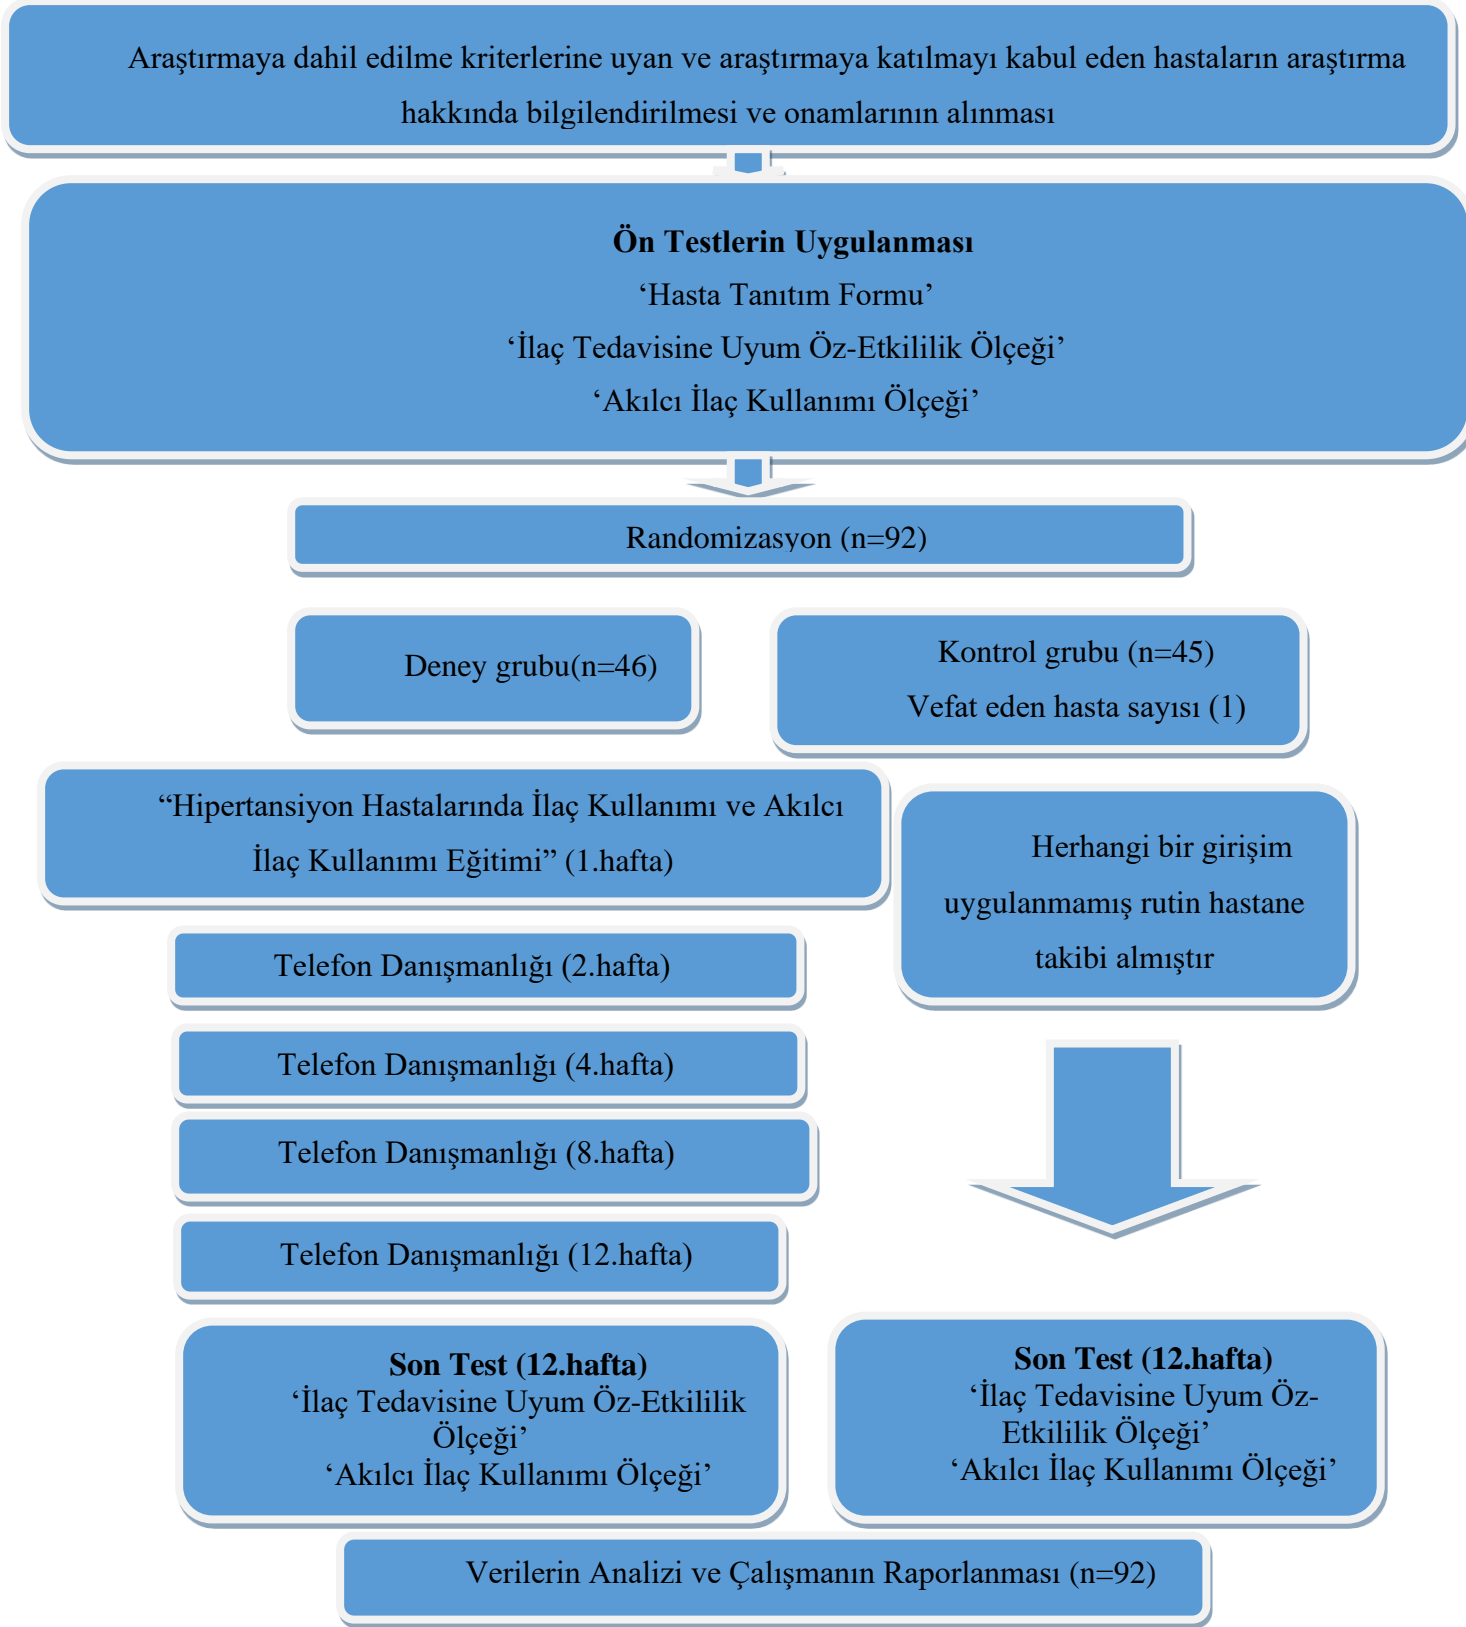 Araştırmaya dahil edilme kriterlerine uyan ve araştırmaya katılmayı kabul eden hastaların araştırma
hakkında bilgilendirilmesi ve onamlarının alınması
Ön Testlerin Uygulanması
‘Hasta Tanıtım Formu’
‘İlaç Tedavisine Uyum Öz-Etkililik Ölçeği’
‘Akılcı İlaç Kullanımı Ölçeği’
Randomizasyon (n=92)
Deney grubu(n=46)
Kontrol grubu (n=45)
Vefat eden hasta sayısı (1)
“Hipertansiyon Hastalarında İlaç Kullanımı ve Akılcı
İlaç Kullanımı Eğitimi” (1.hafta)
Herhangi bir girişim
uygulanmamış rutin hastane
takibi almıştır
Telefon Danışmanlığı (2.hafta)
Telefon Danışmanlığı (4.hafta)
Telefon Danışmanlığı (8.hafta)
Telefon Danışmanlığı (12.hafta)
Son Test (12.hafta)
‘İlaç Tedavisine Uyum Öz-Etkililik
Ölçeği’
‘Akılcı İlaç Kullanımı Ölçeği’
Son Test (12.hafta)
‘İlaç Tedavisine Uyum Öz-
Etkililik Ölçeği’
‘Akılcı İlaç Kullanımı Ölçeği’
Verilerin Analizi ve Çalışmanın Raporlanması (n=92)